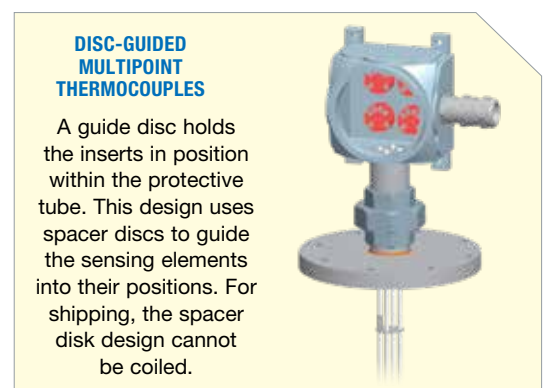 DISC-GUIDED
MULTIPOINT
THERMOCOUPLES
A guide disc holds
the inserts in position
within the protective
tube. This design uses
spacer discs to guide
the sensing elements
into their positions. For
shipping, the spacer
disk design cannot
be coiled.